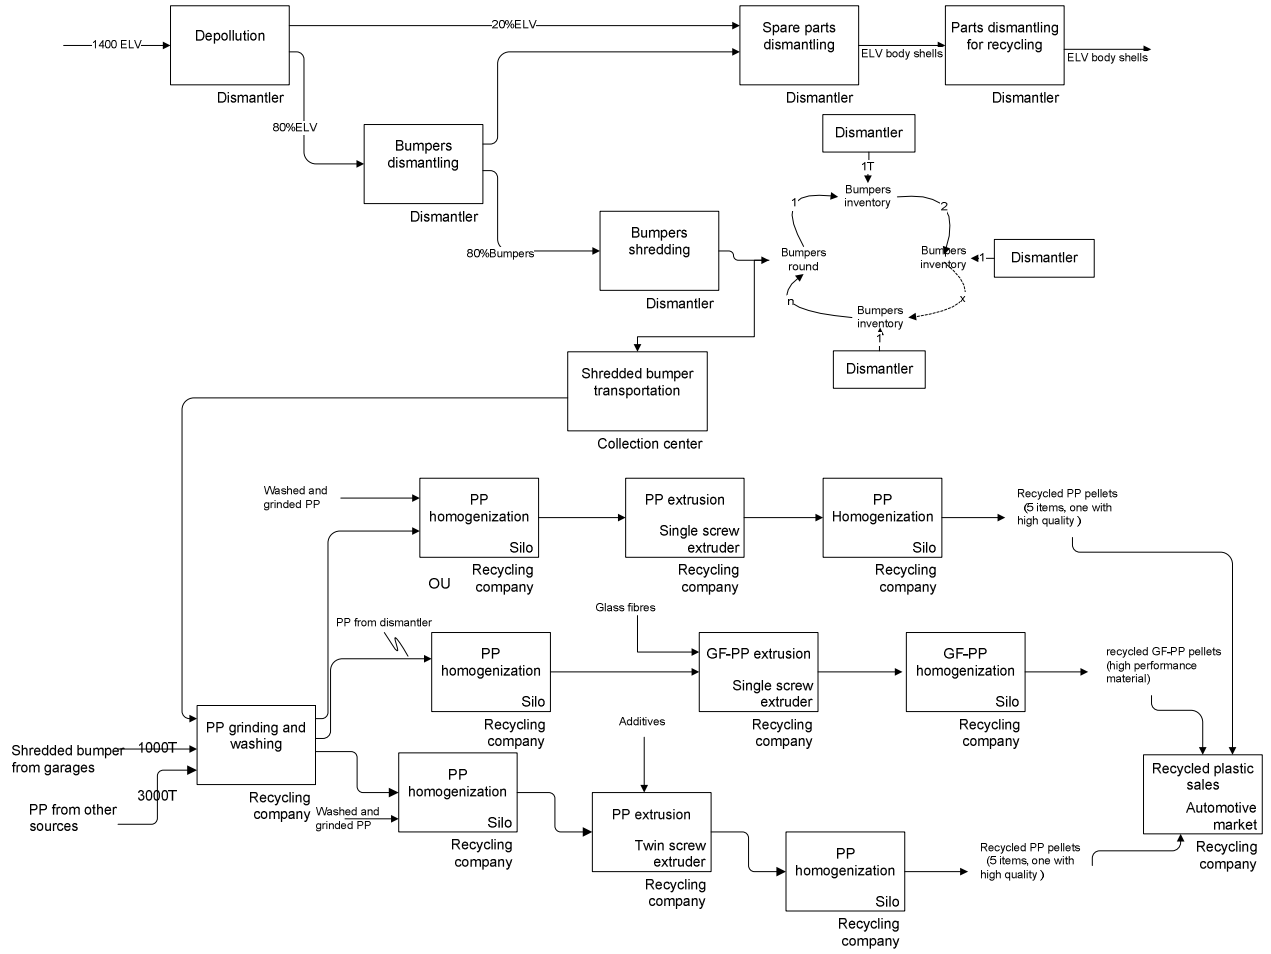 Depollution
1400 ELV
20%ELV
Spare parts
dismantling
Parts dismantling
for recycling
ELV body shells
ELV body shells
Dismantler
Dismantler
Dismantler
80%ELV
Bumpers
dismantling
Dismantler
Dismantler
1T
Bumpers
inventory
1
2
Bumpers
shredding
80%Bumpers
Dismantler
Bumpers
round
Bumpers
inventory
1
Dismantler
n
x
Bumpers
inventory
1
Dismantler
Shredded bumper
transportation
Collection center
Washed and
grinded PP
PP
homogenization
Silo
Recycling
company
OU
PP extrusion
Single screw
extruder
Recycling
company
PP
Homogenization
Silo
Recycling
company
Recycled PP pellets
(5 items, one with
high quality )
PP from dismantler
PP
homogenization
Silo
Recycling
company
Glass fibres
GF-PP extrusion
Single screw
extruder
Recycling
company
GF-PP
homogenization
Silo
Recycling
company
recycled GF-PP pellets
(high performance
material)
PP grinding and
washing
Recycling
company
Shredded bumper
from garages
1000T
PP from other
sources
3000T
Washed and
grinded PP
PP
homogenization
Silo
Recycling
company
Additives
PP extrusion
Twin screw
extruder
Recycling
company
PP
homogenization
Silo
Recycling
company
Recycled PP pellets
(5 items, one with
high quality )
Recycled plastic
sales
Automotive
market
Recycling
company